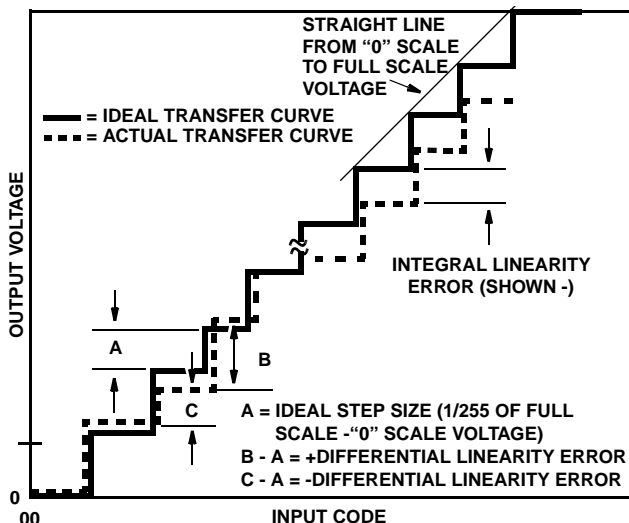 STRAIGHT LINE
FROM “0” SCALE
TO FULL SCALE
VOLTAGE
= IDEAL TRANSFER CURVE
= ACTUAL TRANSFER CURVE
OUTPUT VOLTAGE
INTEGRAL LINEARITY
ERROR (SHOWN -)
A
B
C
A = IDEAL STEP SIZE (1/255 OF FULL
SCALE -“0” SCALE VOLTAGE)
B - A = +DIFFERENTIAL LINEARITY ERROR
C - A = -DIFFERENTIAL LINEARITY ERROR
0
00
INPUT CODE